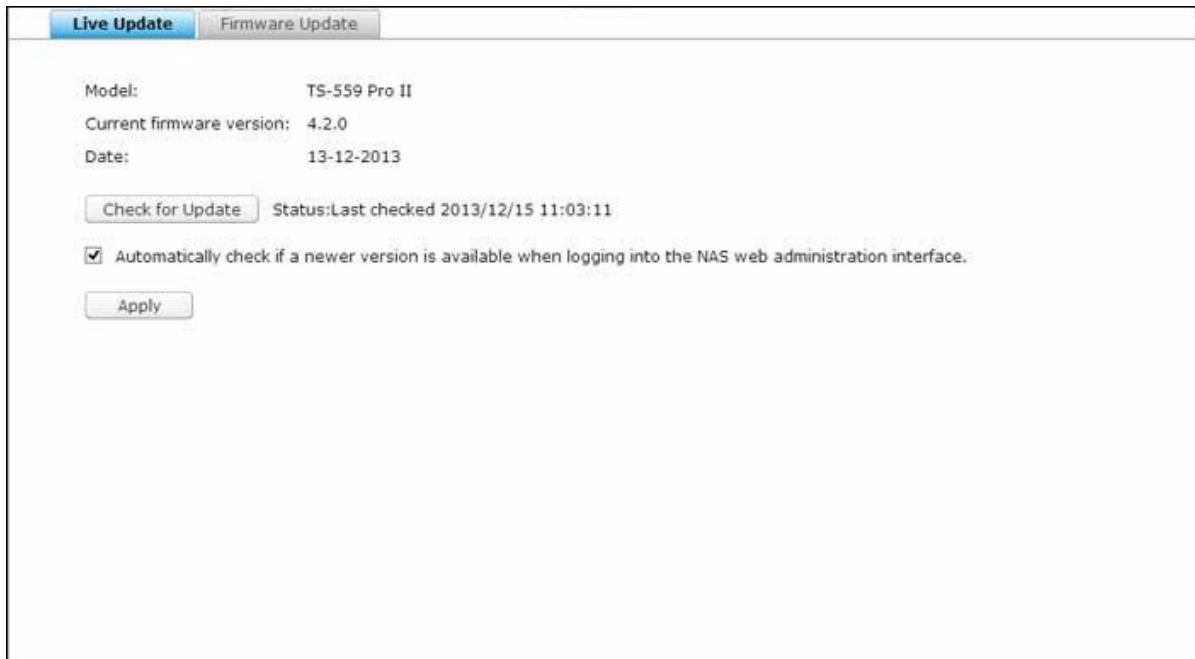 Live Update Firmware Update
Model: TS-559 Pro II
Current firmware version: 4.2.0
Date: 13-12-2013
Check for Update Status:Last checked 2013/12/15 11:03:11
Automatically check if a newer version is available when logging into the NAS web administration interface.
Apply